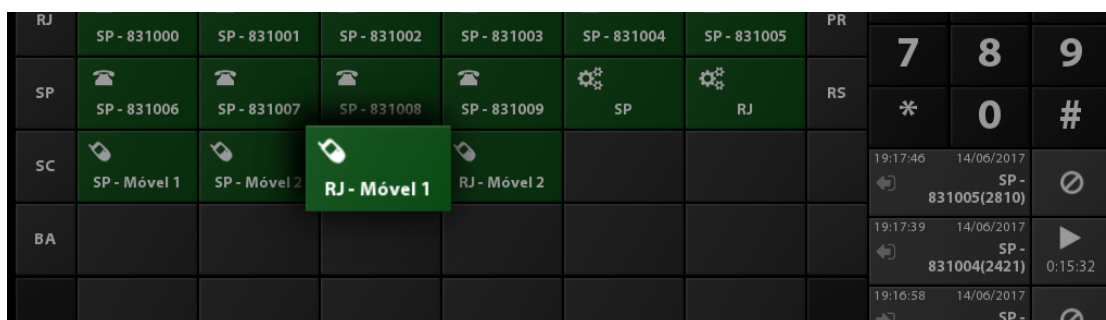 RJ
SP - 831000
SP - 831001
SP - 831002
SP - 831003
SP - 831004
SP - 831005
PR
SP
SP - 831006
SP - 831007
SP - 831008
SP - 831009
SP
RJ
RS
SC
SP - Móvel 1
SP - Móvel 2
RJ - Móvel 1
RJ - Móvel 2
BA
7
8
9
*
0
#
19:17:46 14/06/2017
SP -
831005(2810)
19:17:39 14/06/2017
SP -
831004(2421)
0:15:32
19:16:58 14/06/2017
SP -